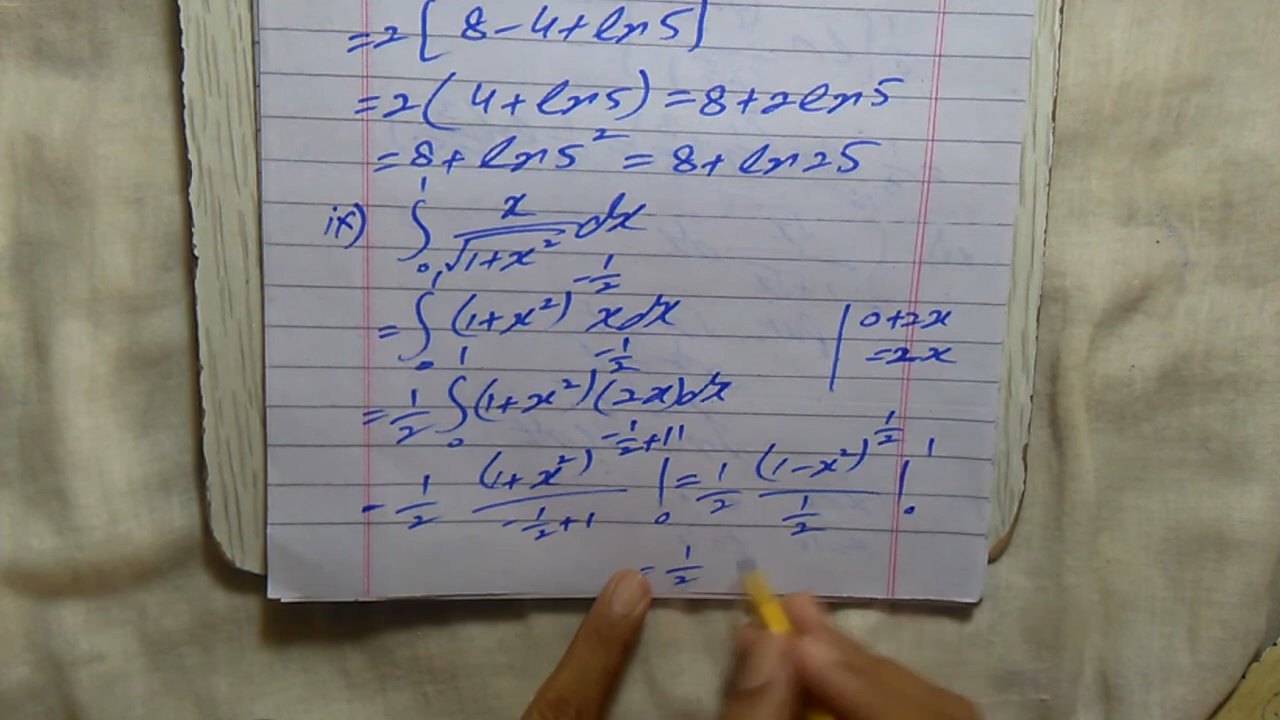 =2[ 8-4+ln5]
=2( 4+ln5) =8+2ln5
=8+ln5² = 8+ln25
ix) ∫₀¹ x/√(1+x²) dx
= ∫₀¹ (1+x²)^(-1/2) xdx | 0+2x
=2x
= 1/2 ∫₀¹ (1+x²)^(-1/2) (2x)dx
= 1/2 (1+x²)^(-1/2+1)/(-1/2+1) |₀¹ = 1/2 (1-x²)^(1/2)/(1/2) |₀¹
= 1/2